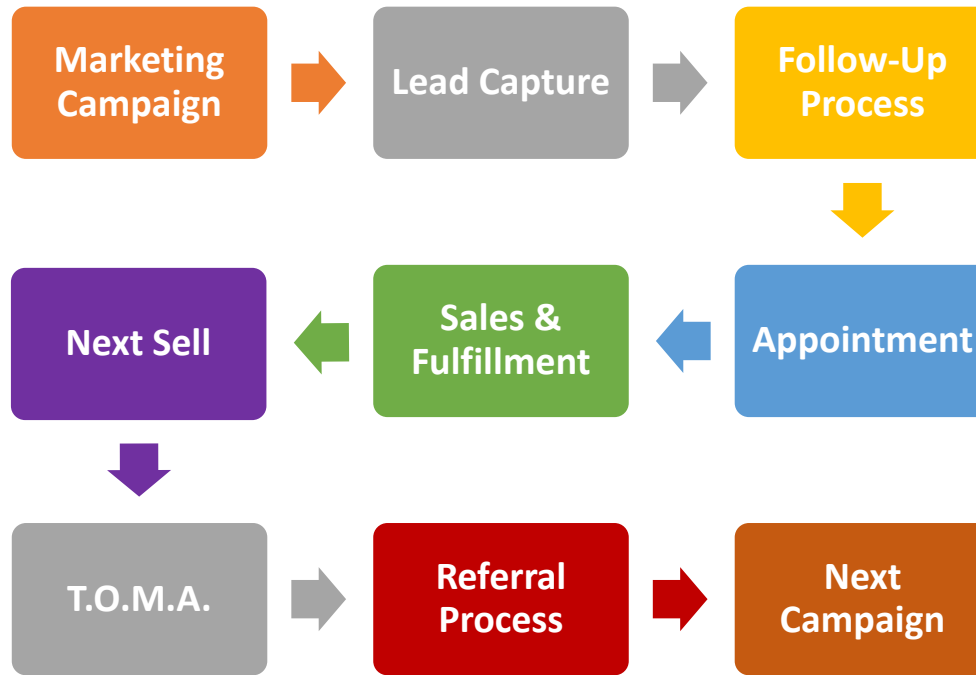 Marketing
Campaign
Lead Capture
Follow-Up
Process
Appointment
Sales &
Fulfillment
Next Sell
T.O.M.A.
Referral
Process
Next
Campaign